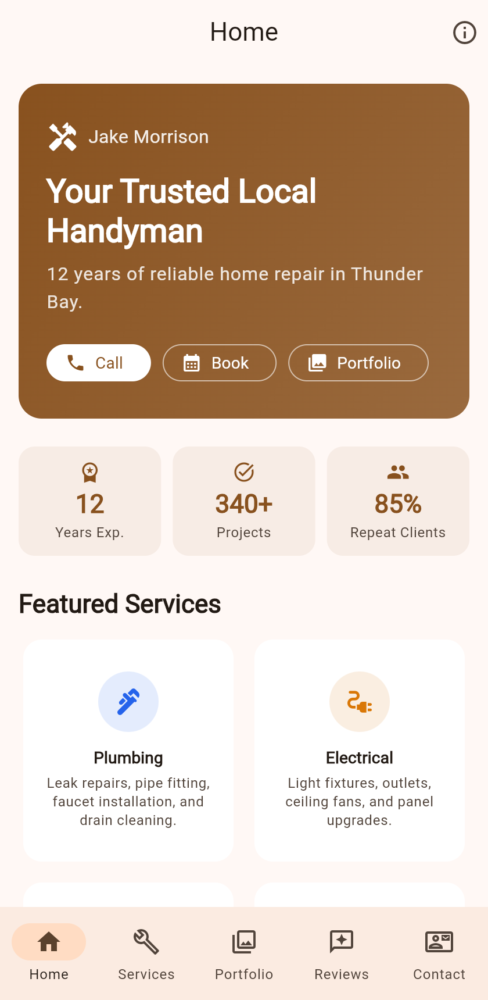 Home
Jake Morrison
Your Trusted Local
Handyman
12 years of reliable home repair in Thunder
Bay.
Call
Book
Portfolio
12
Years Exp.
340+
Projects
85%
Repeat Clients
Featured Services
Plumbing
Leak repairs, pipe fitting,
faucet installation, and
drain cleaning.
Electrical
Light fixtures, outlets,
ceiling fans, and panel
upgrades.
Home
Services
Portfolio
Reviews
Contact